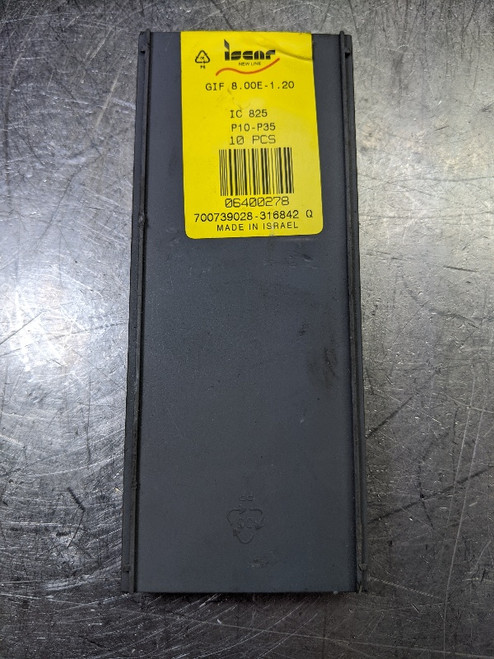 iscar
NEW LINE
PS
GIF 8.00E-1.20
IC 825
P10-P35
10 PCS
06400278
700739028-316842 Q
MADE IN ISRAEL